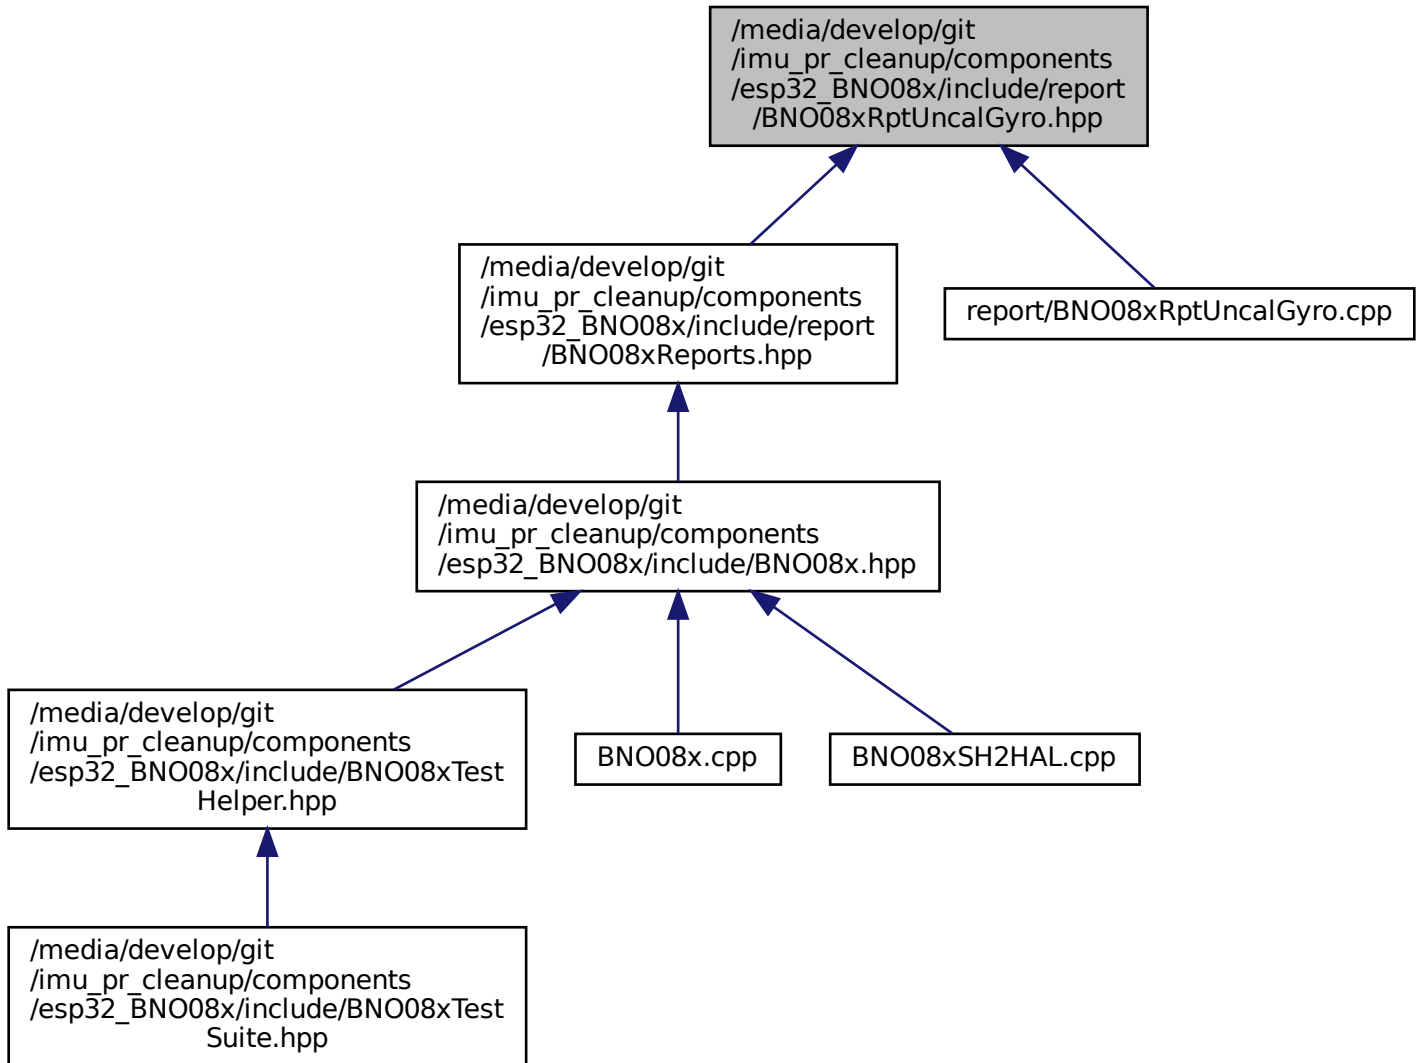 /media/develop/git
/imu_pr_cleanup/components
/esp32_BNO08x/include/report
/BNO08xRptUncalGyro.hpp
/media/develop/git
/imu_pr_cleanup/components
/esp32_BNO08x/include/report
/BNO08xReports.hpp
report/BNO08xRptUncalGyro.cpp
/media/develop/git
/imu_pr_cleanup/components
/esp32_BNO08x/include/BNO08x.hpp
/media/develop/git
/imu_pr_cleanup/components
/esp32_BNO08x/include/BNO08xTest
Helper.hpp
BNO08x.cpp
BNO08xSH2HAL.cpp
/media/develop/git
/imu_pr_cleanup/components
/esp32_BNO08x/include/BNO08xTest
Suite.hpp